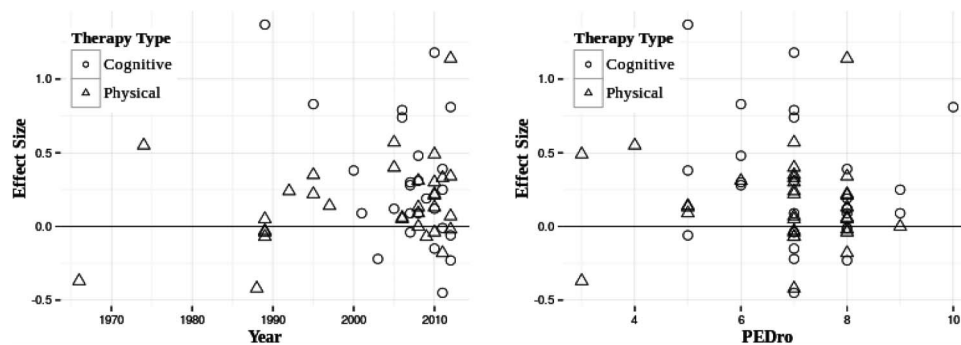 Therapy Type
Cognitive
Physical
Effect Size
1.0
0.5
0.0
-0.5
1970 1980 1990 2000 2010
Year
Therapy Type
Cognitive
Physical
Effect Size
1.0
0.5
0.0
-0.5
4 6 8 10
PEDro